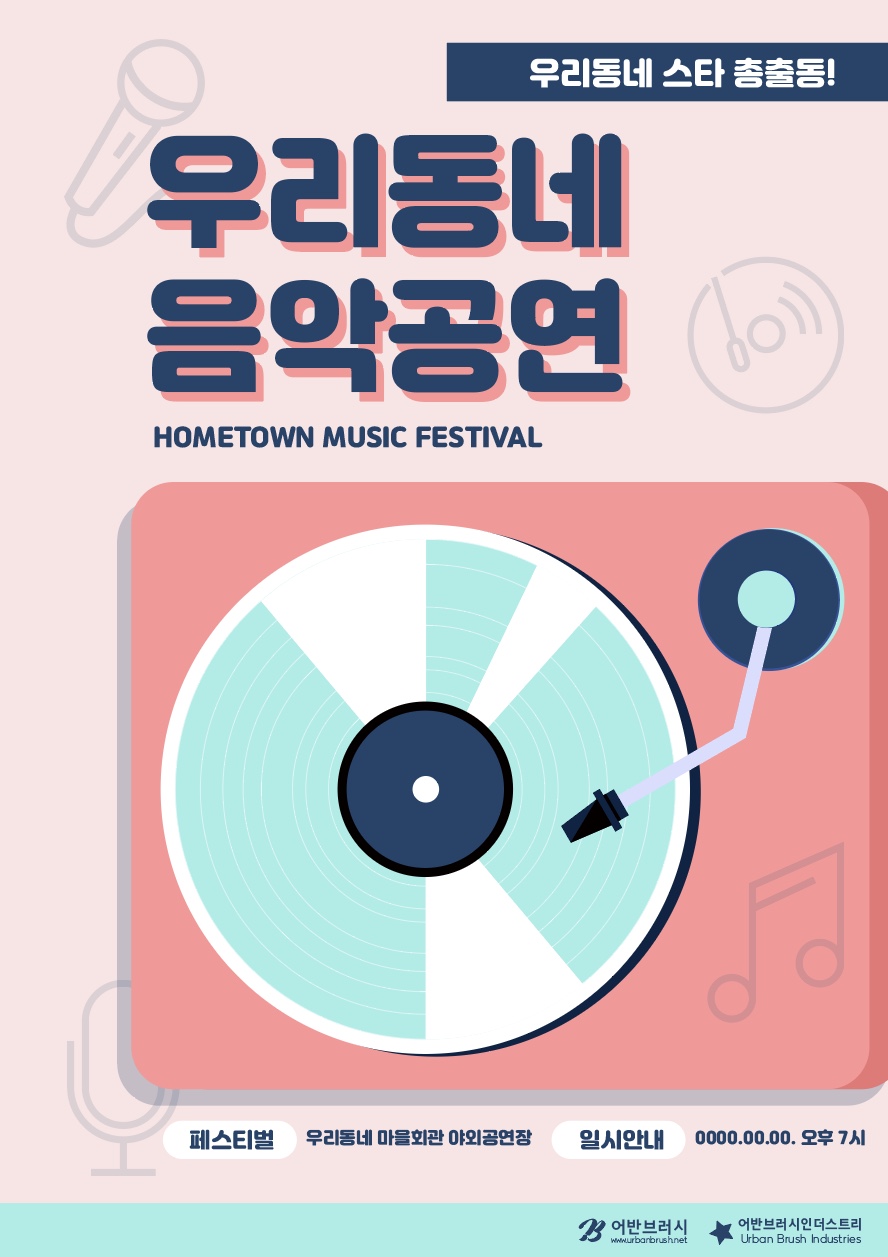 우리동네 스타 총출동!
우리동네
음악공연
HOMETOWN MUSIC FESTIVAL
페스티벌 우리동네 마을회관 야외공연장 일시안내 0000.00.00. 오후 7시
어반브러시 어반브러시인더스트리
www.urbanbrush.net Urban Brush Industries